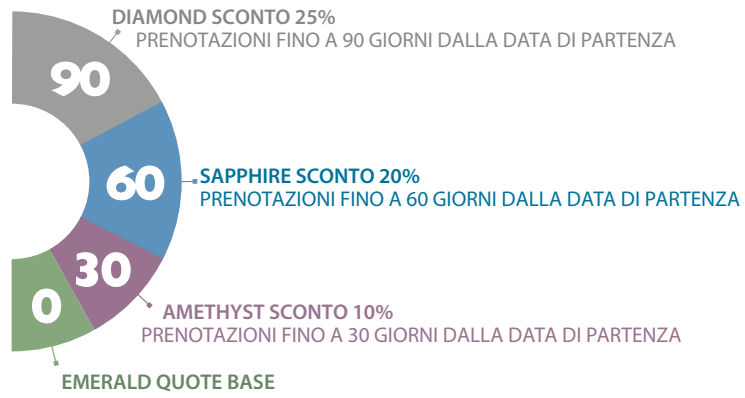 DIAMOND SCONTO 25%
PRENOTAZIONI FINO A 90 GIORNI DALLA DATA DI PARTENZA
90
60
SAPPHIRE SCONTO 20%
PRENOTAZIONI FINO A 60 GIORNI DALLA DATA DI PARTENZA
30
0
AMETHYST SCONTO 10%
PRENOTAZIONI FINO A 30 GIORNI DALLA DATA DI PARTENZA
EMERALD QUOTE BASE